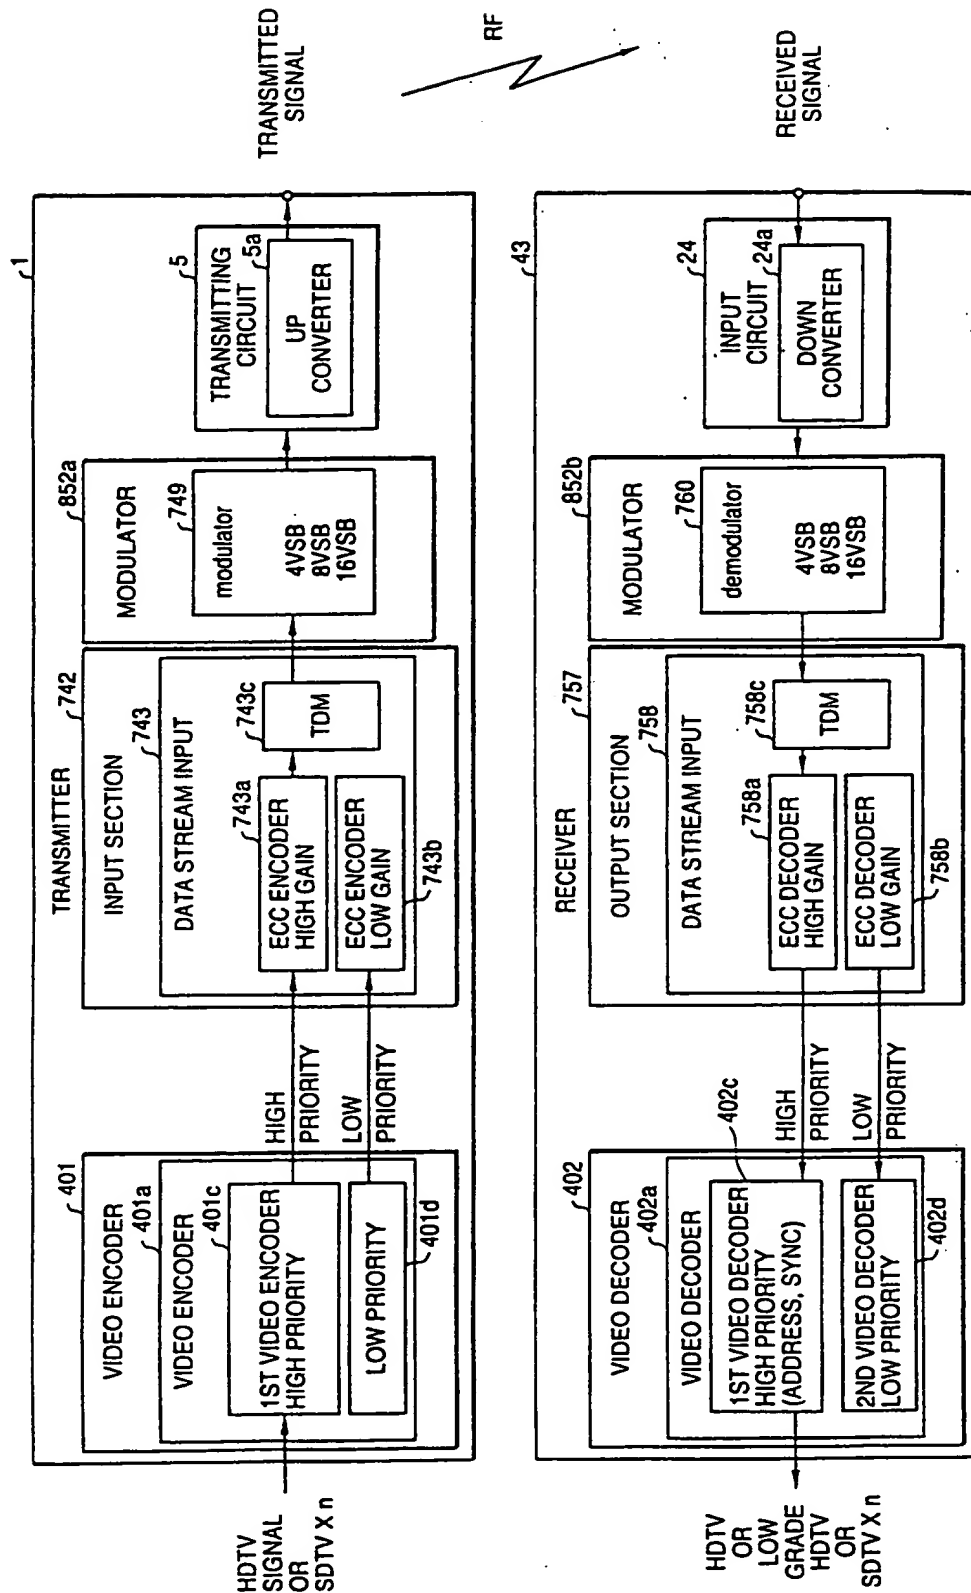 TRANSMITTER
1
HDTV
SIGNAL
OR
SDTV X n
401
VIDEO ENCODER
401a
VIDEO ENCODER
401c
1ST VIDEO ENCODER
HIGH PRIORITY
LOW PRIORITY
401d
HIGH
PRIORITY
LOW
PRIORITY
742
INPUT SECTION
743
DATA STREAM INPUT
743a
ECC ENCODER
HIGH GAIN
ECC ENCODER
LOW GAIN
743b
743c
TDM
852a
MODULATOR
749
modulator
4VSB
8VSB
16VSB
5
TRANSMITTING
CIRCUIT
5a
UP
CONVERTER
TRANSMITTED
SIGNAL
RF
RECEIVER
43
HDTV
OR
LOW
GRADE
HDTV
OR
SDTV X n
402
VIDEO DECODER
402a
VIDEO DECODER
402c
1ST VIDEO DECODER
HIGH PRIORITY
(ADDRESS, SYNC)
2ND VIDEO DECODER
LOW PRIORITY
402d
HIGH
PRIORITY
LOW
PRIORITY
757
OUTPUT SECTION
758
DATA STREAM INPUT
758a
ECC DECODER
HIGH GAIN
ECC DECODER
LOW GAIN
758b
758c
TDM
852b
MODULATOR
760
demodulator
4VSB
8VSB
16VSB
24
INPUT
CIRCUIT
24a
DOWN
CONVERTER
RECEIVED
SIGNAL